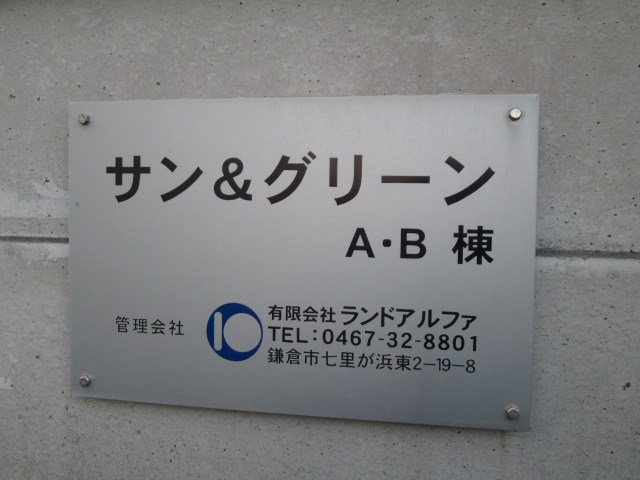 サン&グリーン
A・B 棟
管理会社
有限会社 ランドアルファ
TEL:0467-32-8801
鎌倉市七里が浜東2-19-8